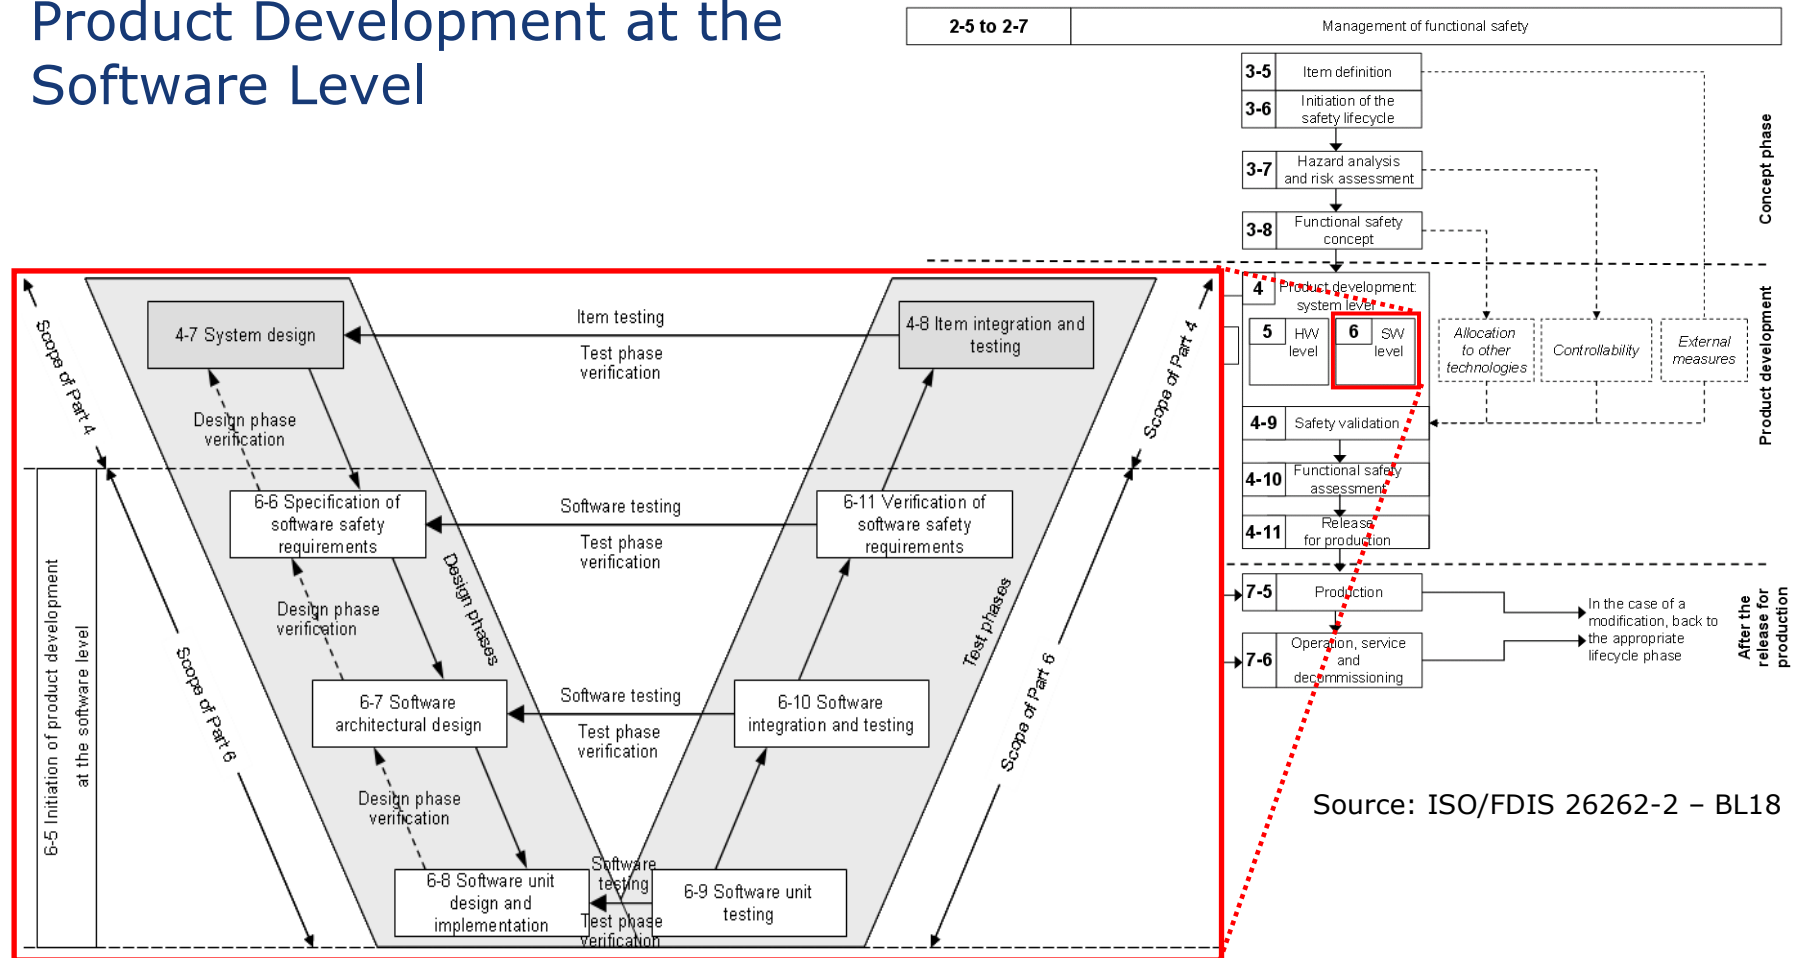 Product Development at the
Software Level
2-5 to 2-7
Management of functional safety
3-5
Item definition
3-6
Initiation of the
safety lifecycle
3-7
Hazard analysis
and risk assessment
3-8
Functional safety
concept
Concept phase
4
Product development:
system level
5
HW
level
6
SW
level
Allocation
to other
technologies
Controllability
External
measures
Product development
4-9
Safety validation
4-10
Functional safety
assessment
4-11
Release
for production
7-5
Production
7-6
Operation, service
and
decommissioning
In the case of a
modification, back to
the appropriate
lifecycle phase
After the
release for
production
Scope of Part 4
4-7 System design
Item testing
Test phase
verification
4-8 Item integration and
testing
Scope of Part 4
Design phase
verification
6-6 Specification of
software safety
requirements
Software testing
Test phase
verification
6-11 Verification of
software safety
requirements
Design phases
Test phases
Design phase
verification
6-5 Initiation of product development
at the software level
Scope of Part 6
6-7 Software
architectural design
Software testing
Test phase
verification
6-10 Software
integration and testing
Scope of Part 6
Design phase
verification
6-8 Software unit
design and
implementation
Software
testing
Test phase
verification
6-9 Software unit
testing
Source: ISO/FDIS 26262-2 – BL18